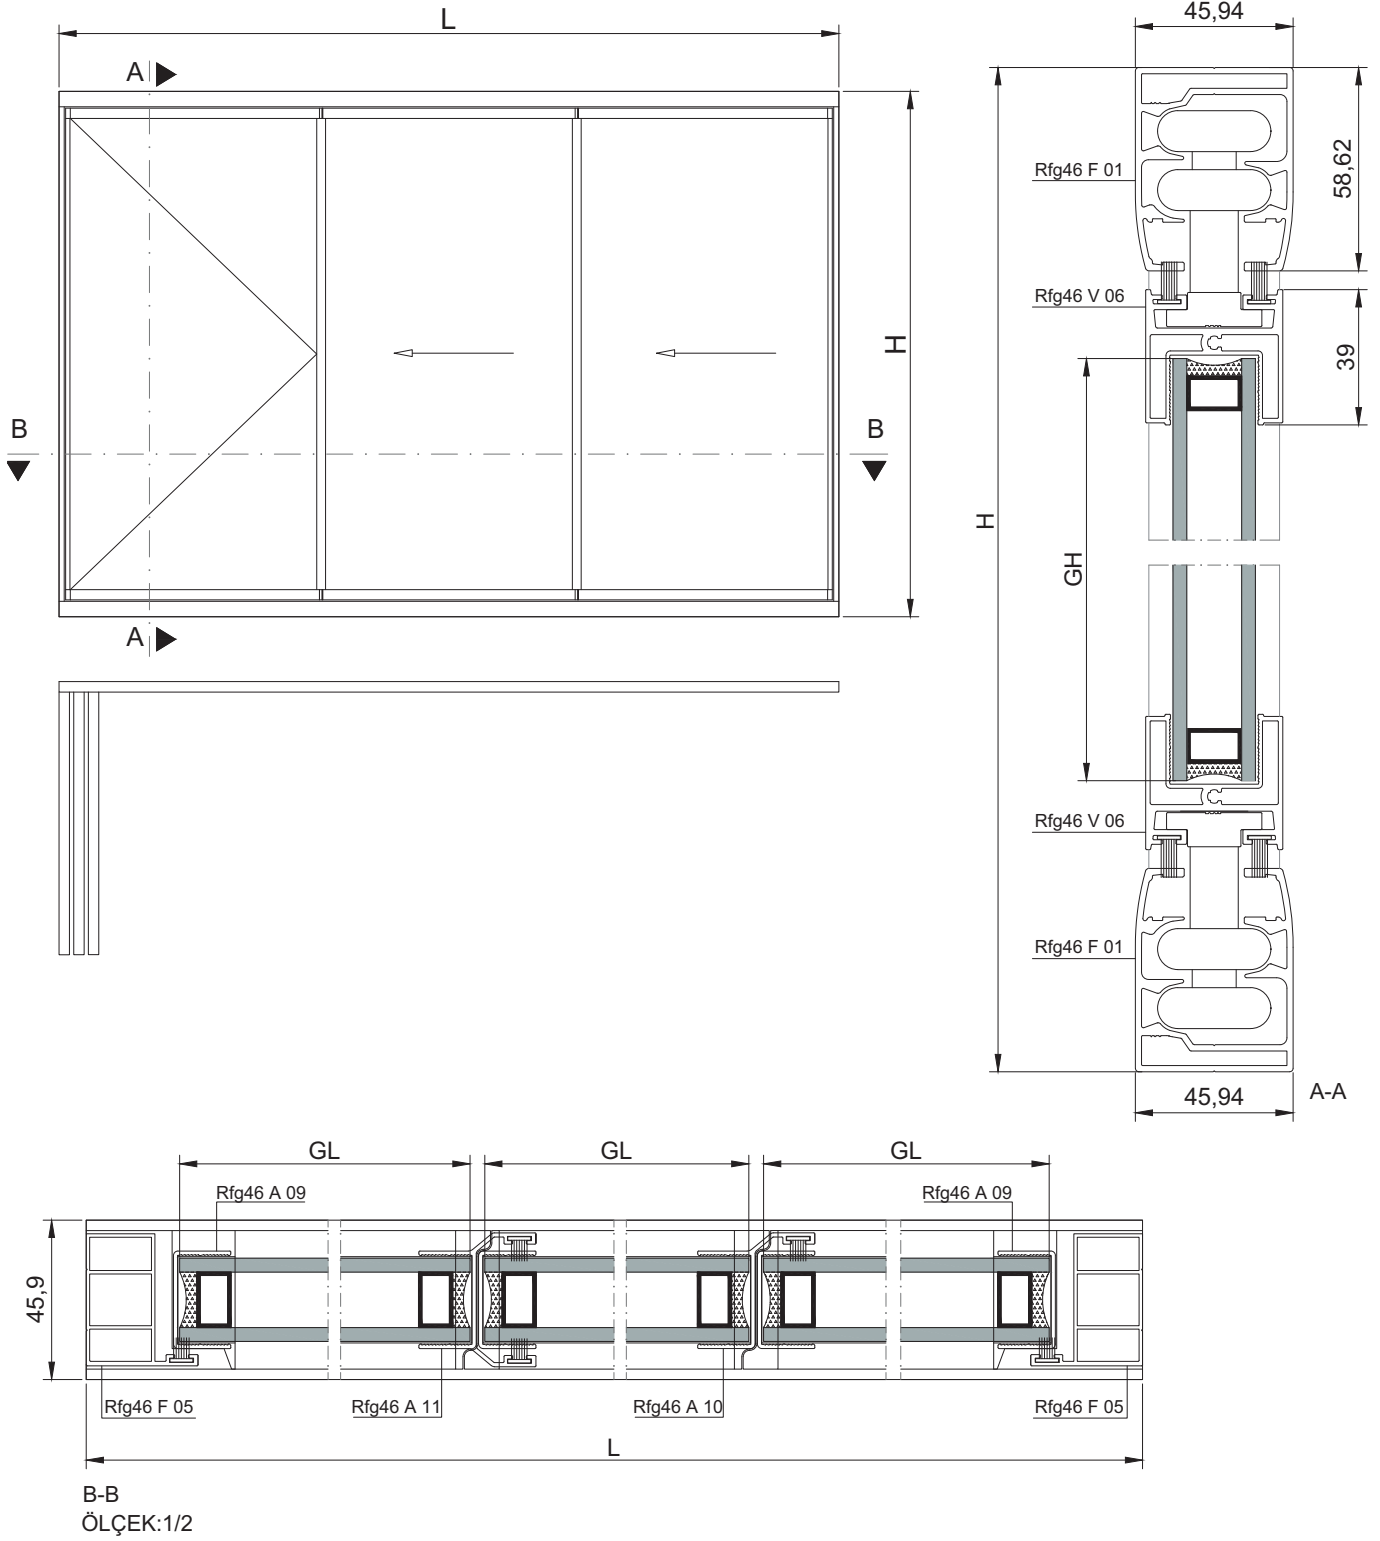 L
A
H
B
B
A
45,94
58,62
39
Rfg46 F 01
Rfg46 V 06
H
GH
Rfg46 V 06
Rfg46 F 01
45,94
A-A
GL
GL
GL
Rfg46 A 09
Rfg46 A 09
45,9
Rfg46 F 05
Rfg46 A 11
Rfg46 A 10
Rfg46 F 05
L
B-B
ÖLÇEK:1/2